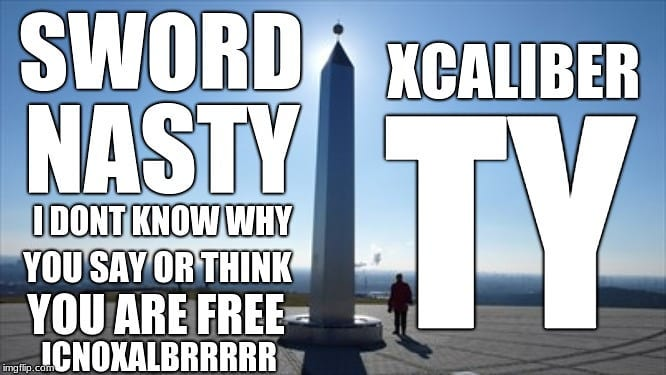 SWORD
NASTY
I DONT KNOW WHY
YOU SAY OR THINK
YOU ARE FREE
ICNOXALBRRRRR
XCALIBER
TY
imgflip.com